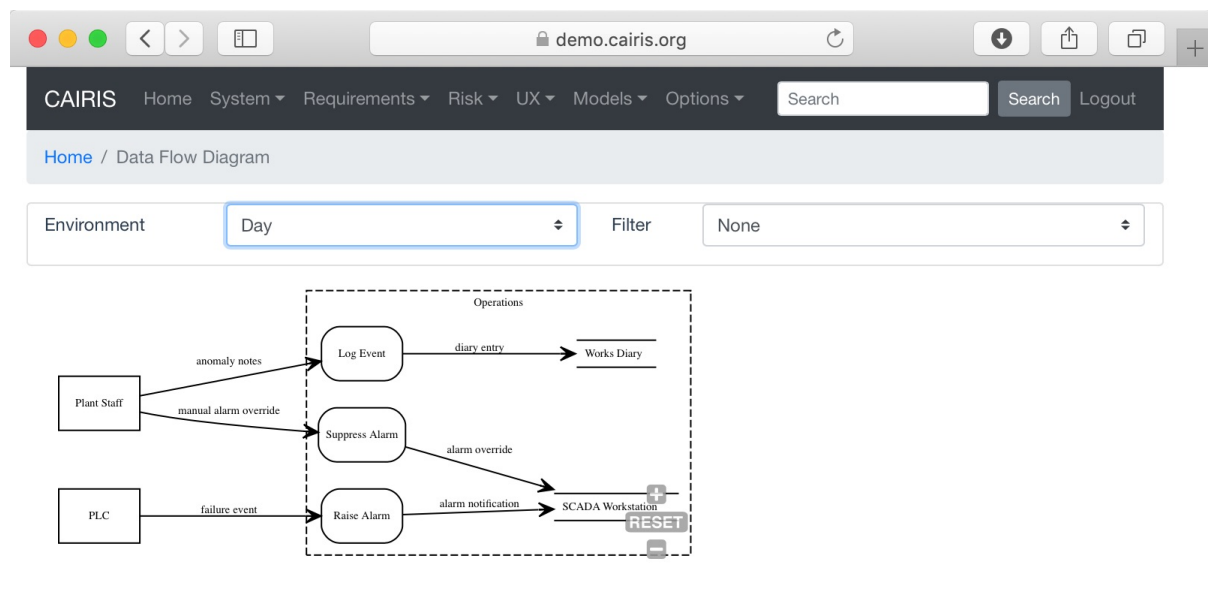 demo.cairis.org
CAIRIS Home System Requirements Risk UX Models Options Search Search Logout
Home / Data Flow Diagram
Environment Day Filter None
Operations
Log Event
diary entry
Works Diary
anomaly notes
Plant Staff
manual alarm override
Suppress Alarm
alarm override
PLC
failure event
Raise Alarm
alarm notification
SCADA Workstation
RESET